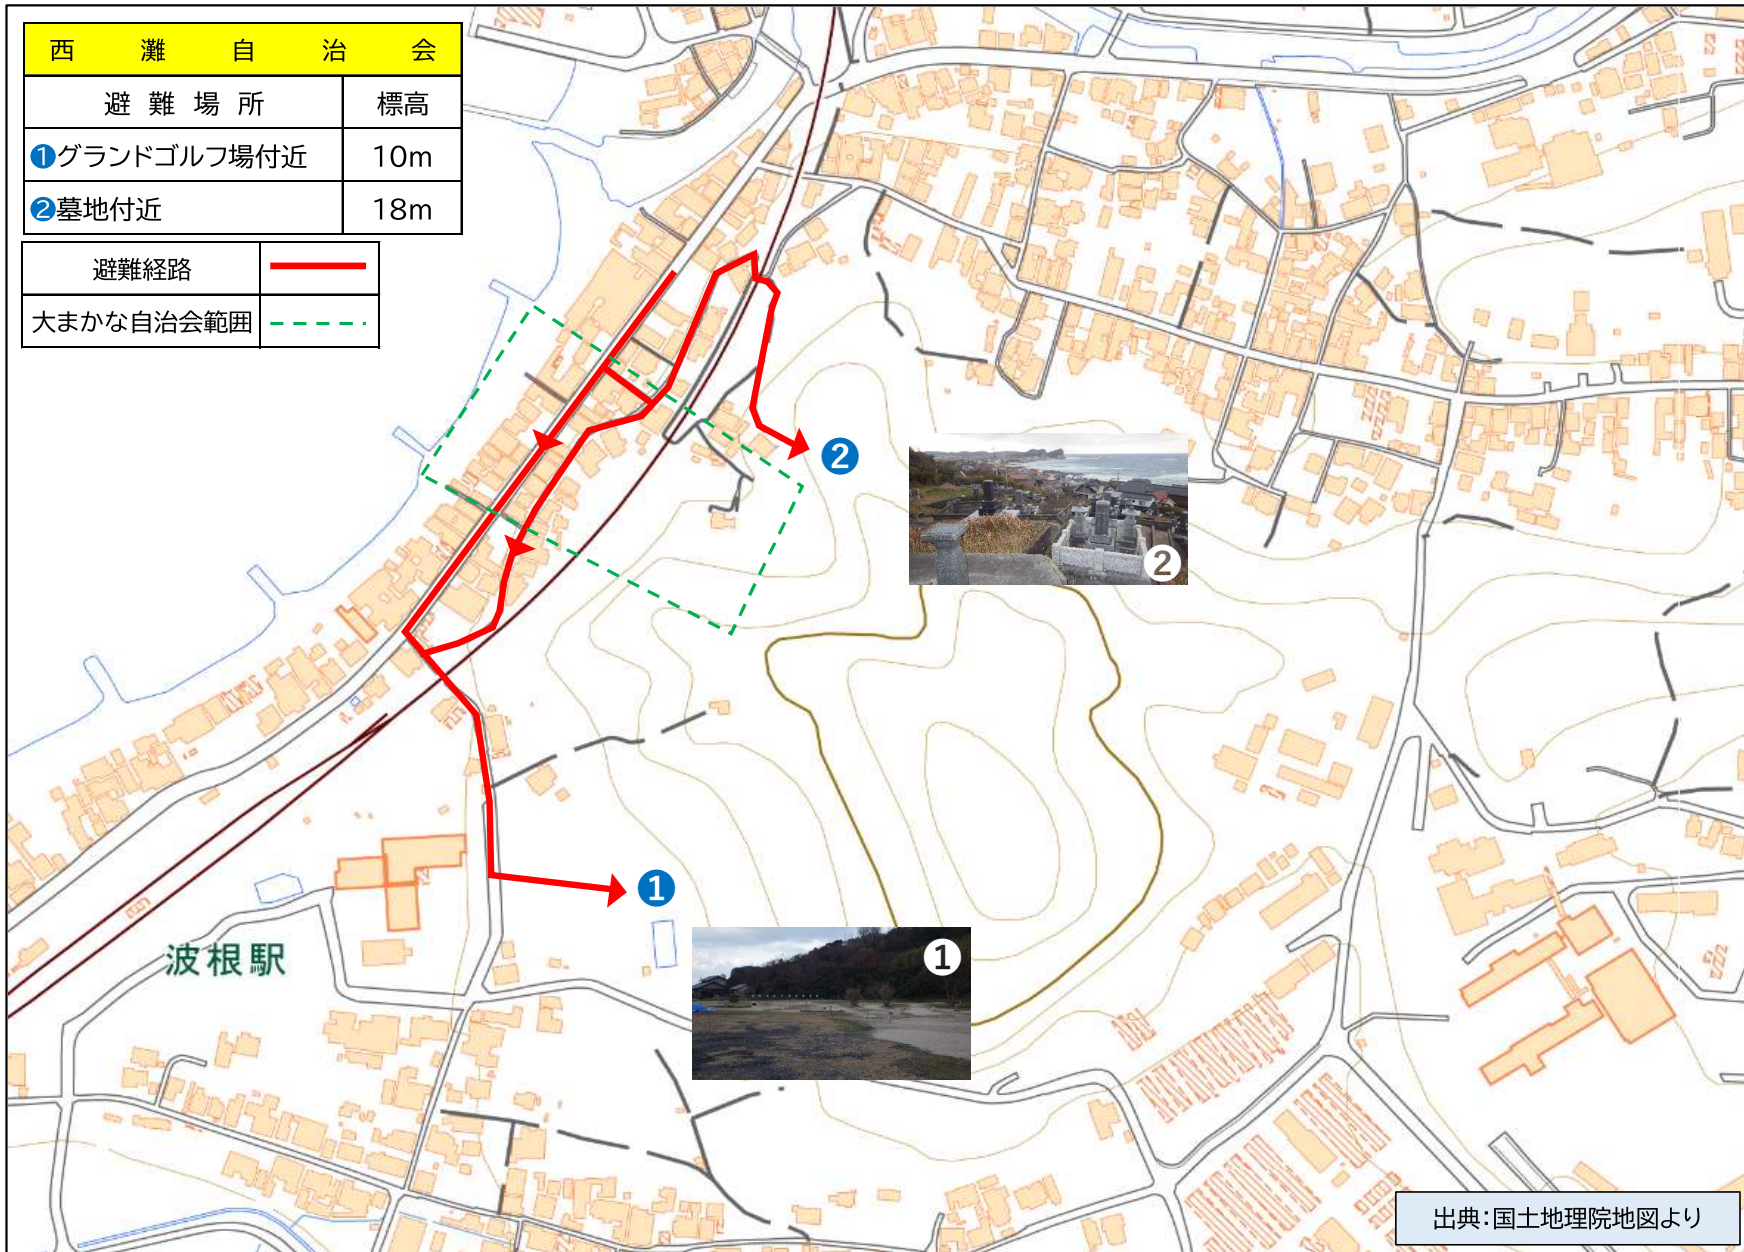 西灘自治会
避難場所 標高
❶グランドゴルフ場付近 10m
❷墓地付近 18m
避難経路
大まかな自治会範囲
❷
❷
❶
❶
波根駅
出典:国土地理院地図より